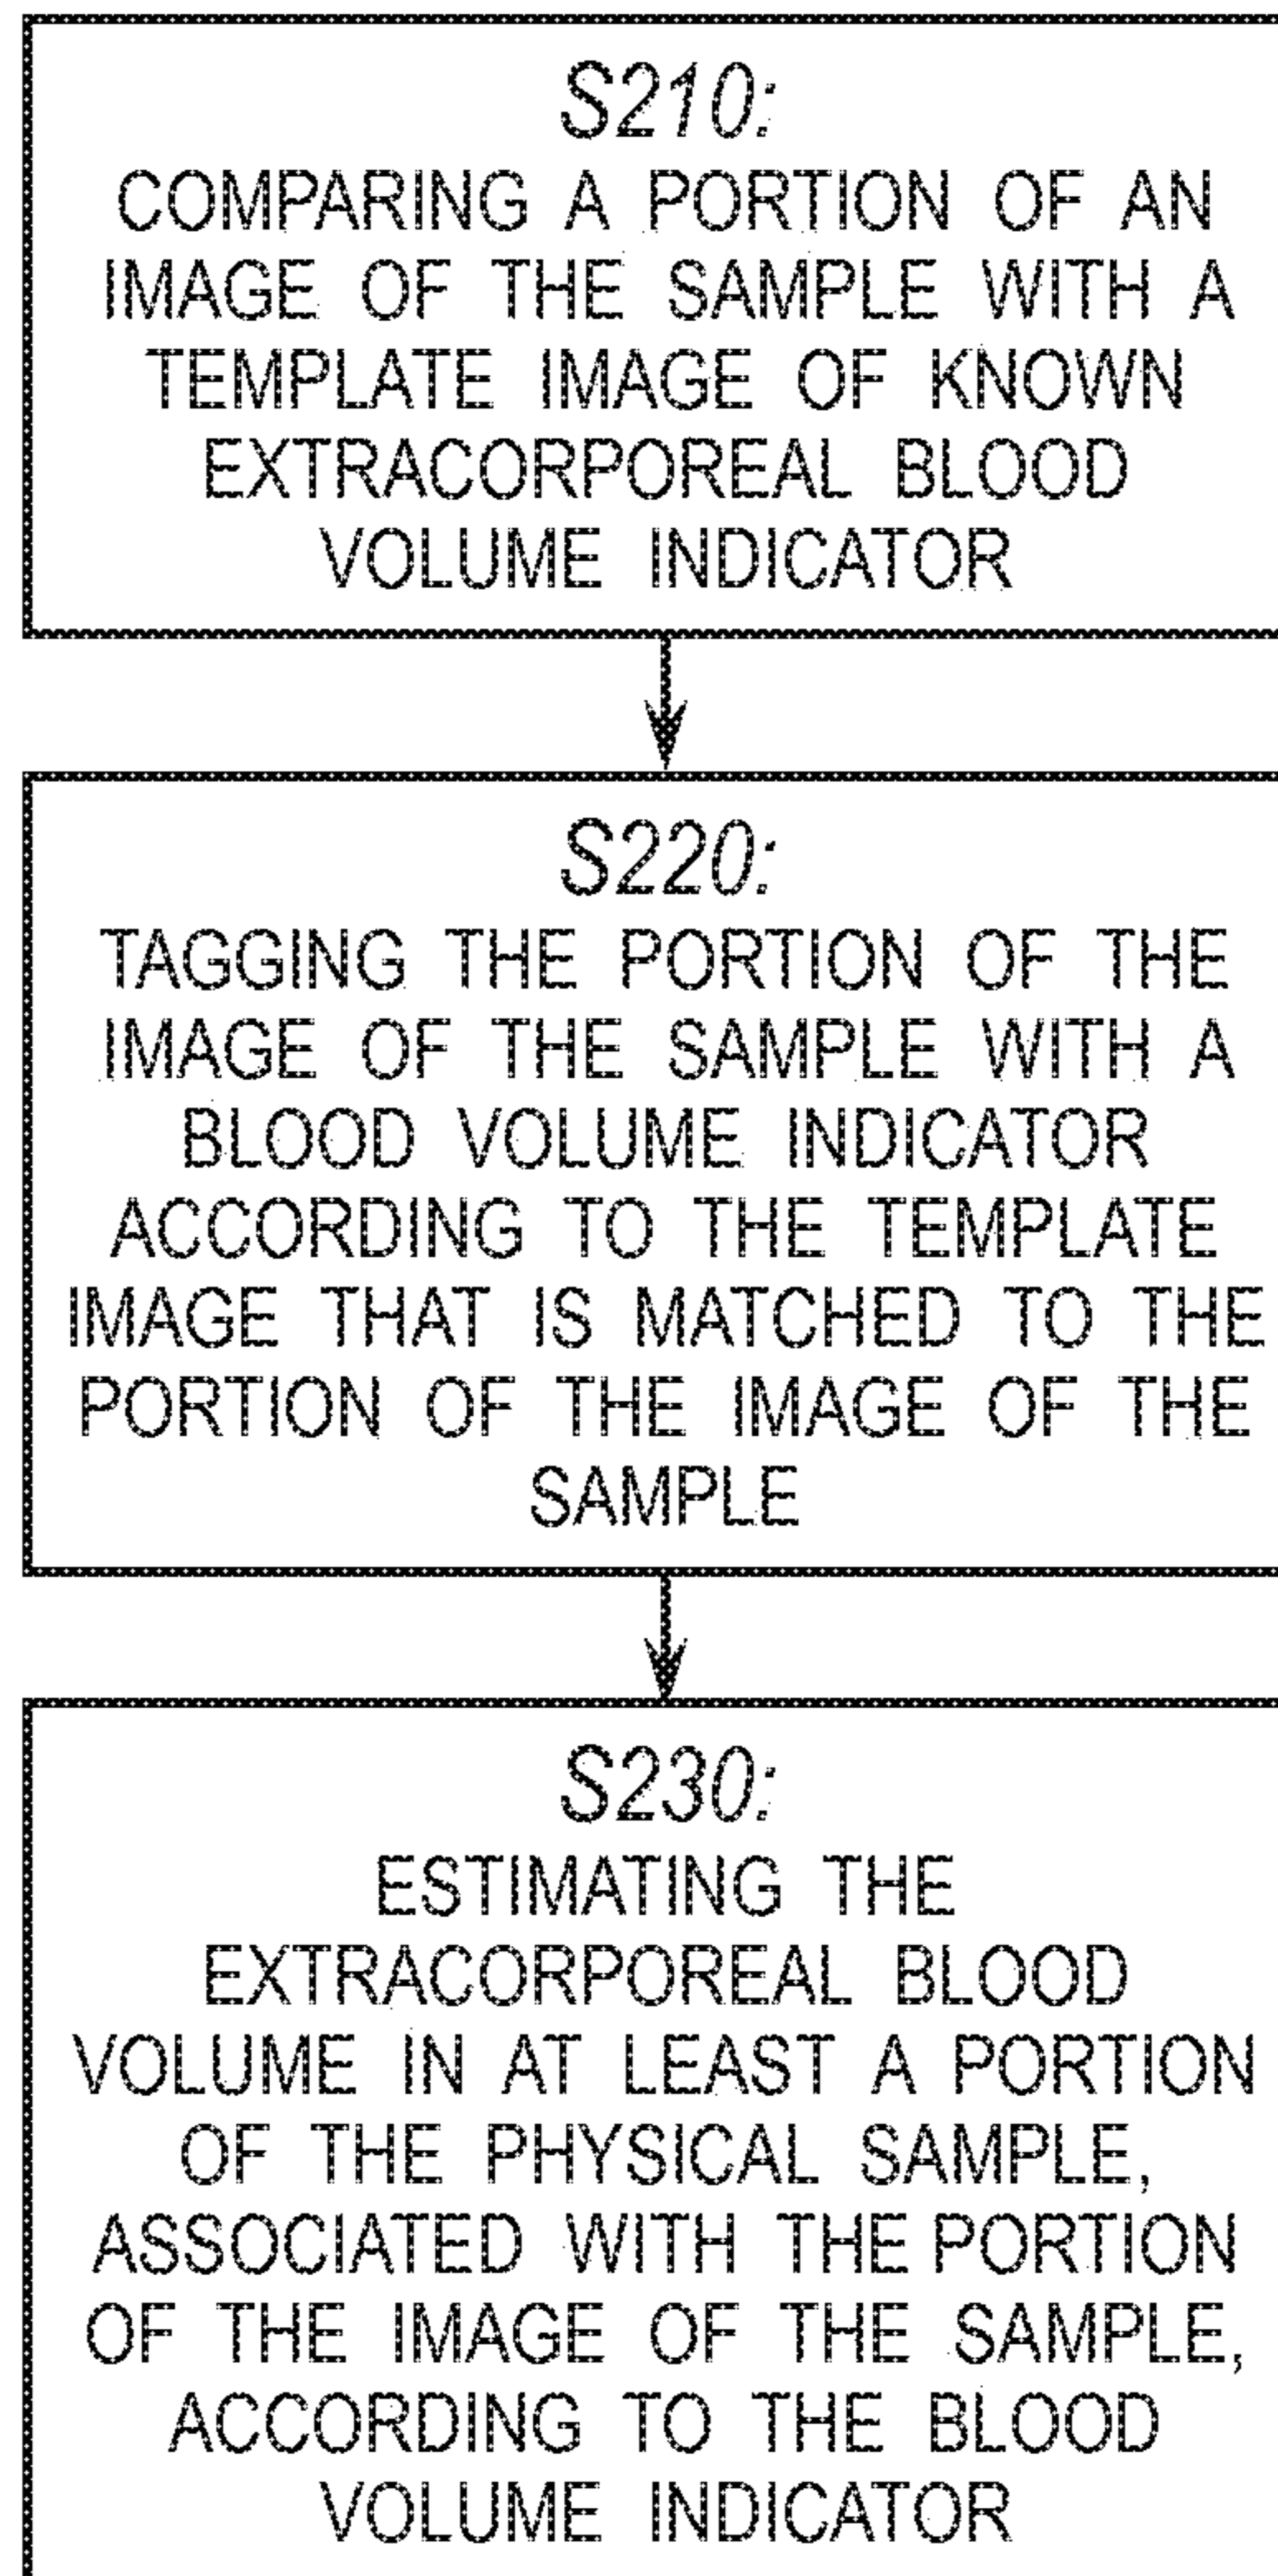 S210:
COMPARING A PORTION OF AN
IMAGE OF THE SAMPLE WITH A
TEMPLATE IMAGE OF KNOWN
EXTRACORPOREAL BLOOD
VOLUME INDICATOR
S220:
TAGGING THE PORTION OF THE
IMAGE OF THE SAMPLE WITH A
BLOOD VOLUME INDICATOR
ACCORDING TO THE TEMPLATE
IMAGE THAT IS MATCHED TO THE
PORTION OF THE IMAGE OF THE
SAMPLE
S230:
ESTIMATING THE
EXTRACORPOREAL BLOOD
VOLUME IN AT LEAST A PORTION
OF THE PHYSICAL SAMPLE,
ASSOCIATED WITH THE PORTION
OF THE IMAGE OF THE SAMPLE,
ACCORDING TO THE BLOOD
VOLUME INDICATOR